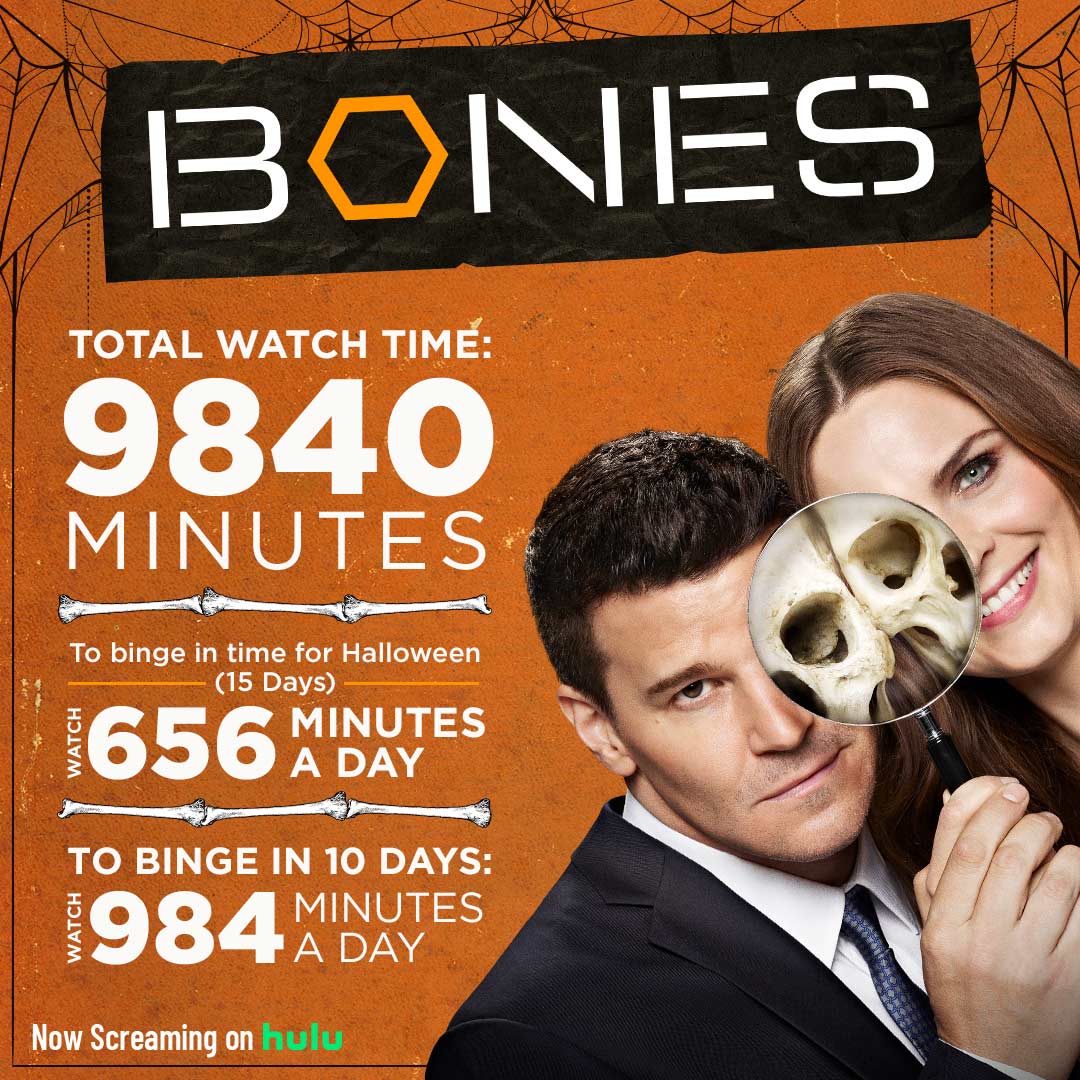 BONES
TOTAL WATCH TIME:
9840
MINUTES
To binge in time for Halloween
(15 Days)
WATCH
656 MINUTES
A DAY
TO BINGE IN 10 DAYS:
WATCH
984 MINUTES
A DAY
Now Screaming on hulu